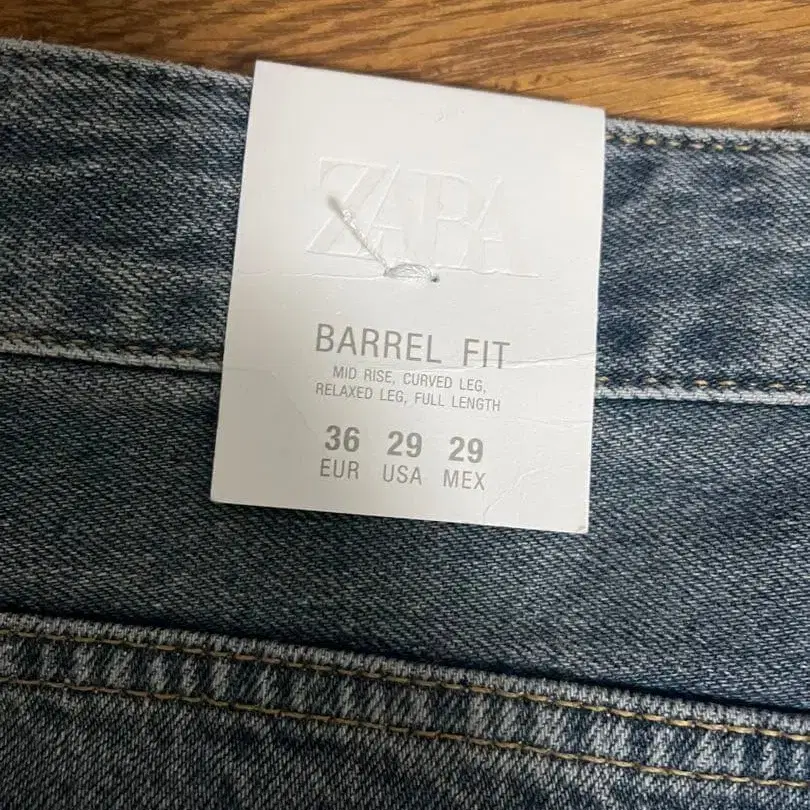 ZARA
BARREL FIT
MID RISE, CURVED LEG,
RELAXED LEG, FULL LENGTH
36 29 29
EUR USA MEX